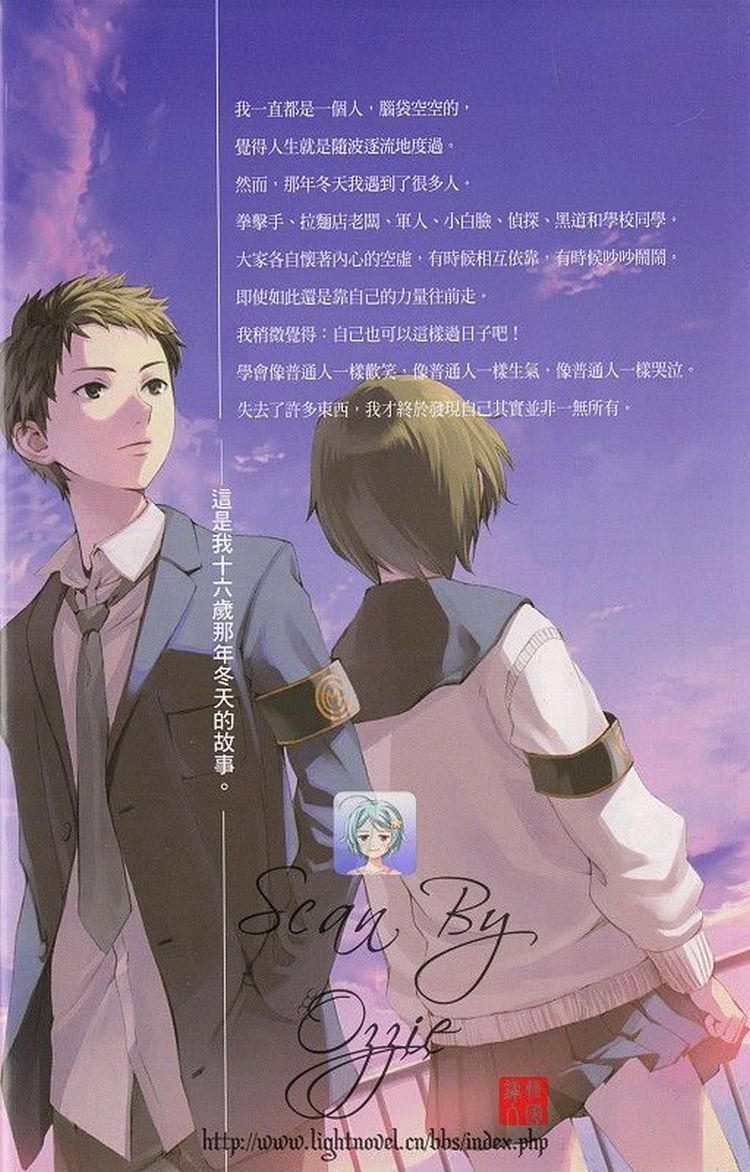 我一直都是一個人，腦袋空空的，
覺得人生就是隨波逐流地度過。
然而，那年冬天我遇到了很多人。
拳擊手、拉麵店老闆、軍人、小白臉、偵探、黑道和學校同學。
大家各自懷著內心的空虛，有時候相互依靠，有時候吵吵鬧鬧。
即使如此還是靠自己的力量往前走。
我稍微覺得：自己也可以這樣過日子吧！
學會像普通人一樣歡笑，像普通人一樣生氣，像普通人一樣哭泣。
失去了許多東西，我才終於發現自己其實並非一無所有。
這是我十六歲那年冬天的故事。
Scan By
Ozzie
http://www.lightnovel.cn/bbs/index.php